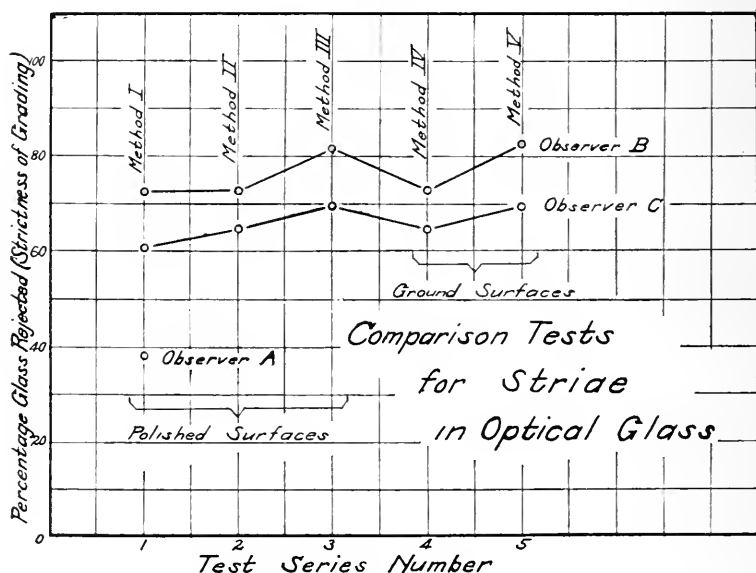 Percentage Glass Rejected (Strictness of Grading)
100
80
60
40
20
0
Method I
Method II
Method III
Method IV
Method V
Observer B
Observer C
Ground Surfaces
Observer A
Polished Surfaces
Comparison Tests
for Striae
in Optical Glass
1 2 3 4 5
Test Series Number